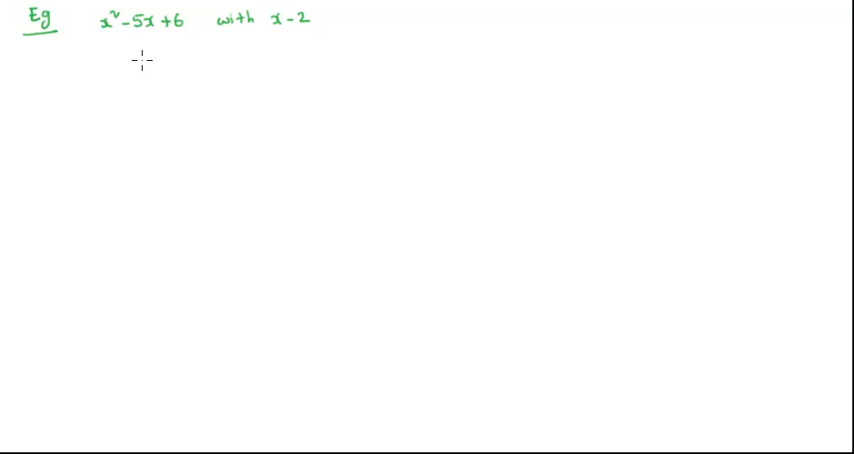 Eg x² - 5x + 6 with x - 2